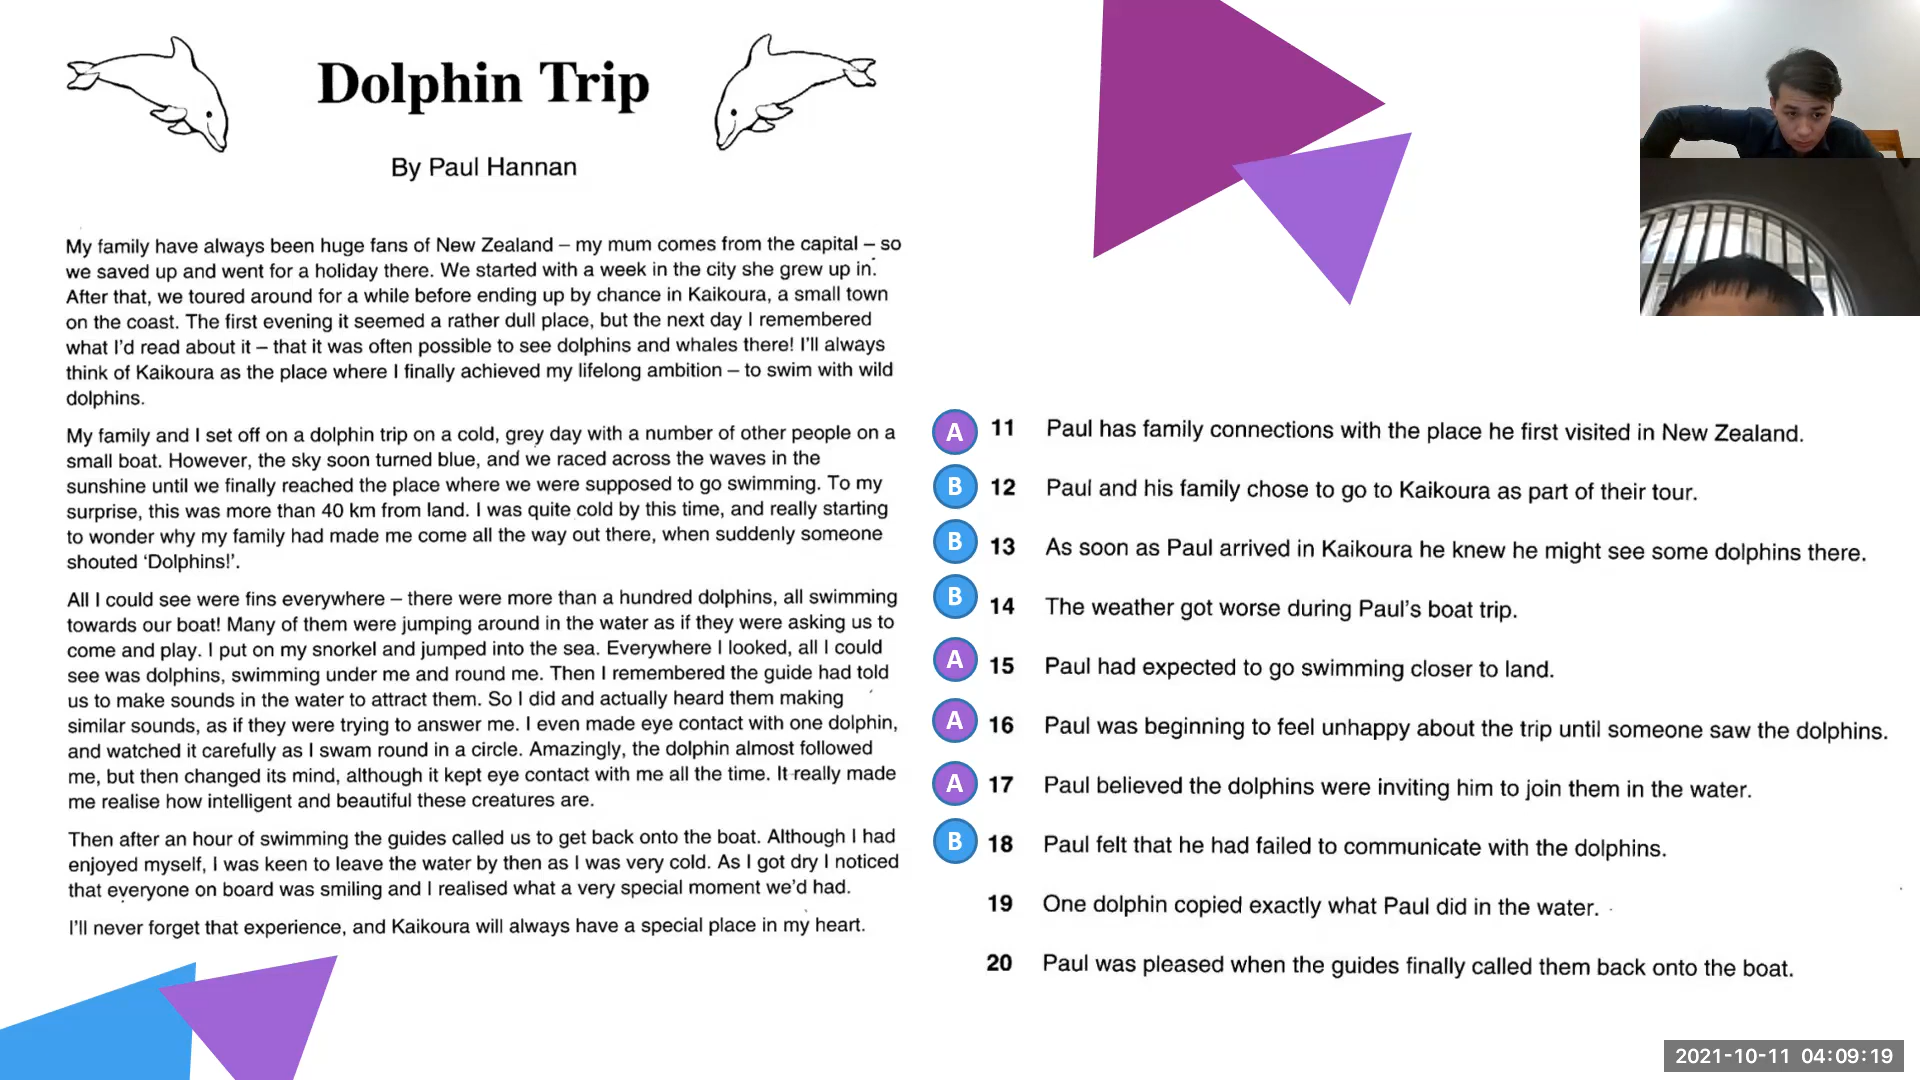 Dolphin Trip
By Paul Hannan
My family have always been huge fans of New Zealand – my mum comes from the capital – so
we saved up and went for a holiday there. We started with a week in the city she grew up in.
After that, we toured around for a while before ending up by chance in Kaikoura, a small town
on the coast. The first evening it seemed a rather dull place, but the next day I remembered
what I'd read about it – that it was often possible to see dolphins and whales there! I'll always
think of Kaikoura as the place where I finally achieved my lifelong ambition – to swim with wild
dolphins.
My family and I set off on a dolphin trip on a cold, grey day with a number of other people on a
small boat. However, the sky soon turned blue, and we raced across the waves in the
sunshine until we finally reached the place where we were supposed to go swimming. To my
surprise, this was more than 40 km from land. I was quite cold by this time, and really starting
to wonder why my family had made me come all the way out there, when suddenly someone
shouted 'Dolphins!'.
All I could see were fins everywhere – there were more than a hundred dolphins, all swimming
towards our boat! Many of them were jumping around in the water as if they were asking us to
come and play. I put on my snorkel and jumped into the sea. Everywhere I looked, all I could
see was dolphins, swimming under me and round me. Then I remembered the guide had told
us to make sounds in the water to attract them. So I did and actually heard them making
similar sounds, as if they were trying to answer me. I even made eye contact with one dolphin,
and watched it carefully as I swam round in a circle. Amazingly, the dolphin almost followed
me, but then changed its mind, although it kept eye contact with me all the time. It really made
me realise how intelligent and beautiful these creatures are.
Then after an hour of swimming the guides called us to get back onto the boat. Although I had
enjoyed myself, I was keen to leave the water by then as I was very cold. As I got dry I noticed
that everyone on board was smiling and I realised what a very special moment we'd had.
I'll never forget that experience, and Kaikoura will always have a special place in my heart.
A 11 Paul has family connections with the place he first visited in New Zealand.
B 12 Paul and his family chose to go to Kaikoura as part of their tour.
B 13 As soon as Paul arrived in Kaikoura he knew he might see some dolphins there.
B 14 The weather got worse during Paul's boat trip.
A 15 Paul had expected to go swimming closer to land.
A 16 Paul was beginning to feel unhappy about the trip until someone saw the dolphins.
A 17 Paul believed the dolphins were inviting him to join them in the water.
B 18 Paul felt that he had failed to communicate with the dolphins.
19 One dolphin copied exactly what Paul did in the water.
20 Paul was pleased when the guides finally called them back onto the boat.
2021-10-11 04:09:19